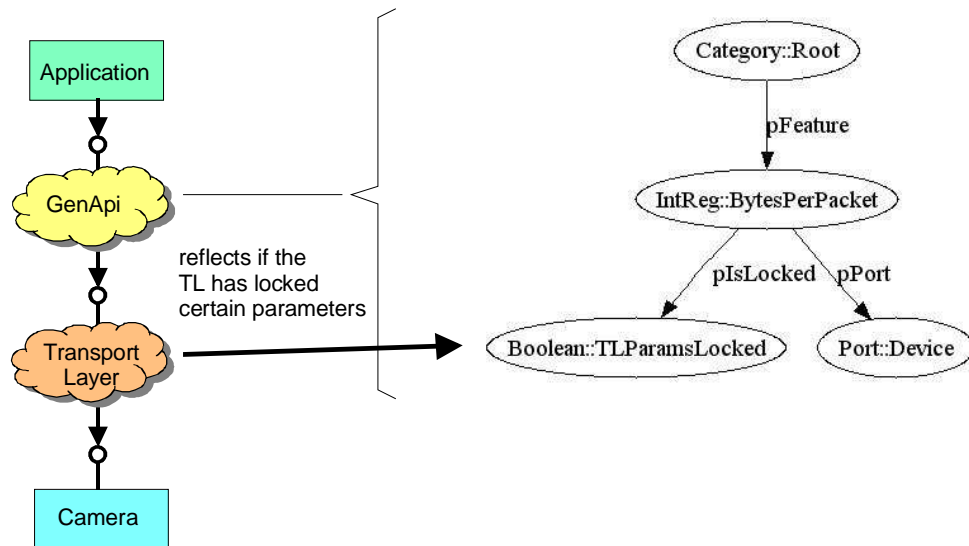 Application
GenApi
reflects if the
TL has locked
certain parameters
Transport
Layer
Camera
Category::Root
pFeature
IntReg::BytesPerPacket
pIsLocked
pPort
Boolean::TLParamsLocked
Port::Device